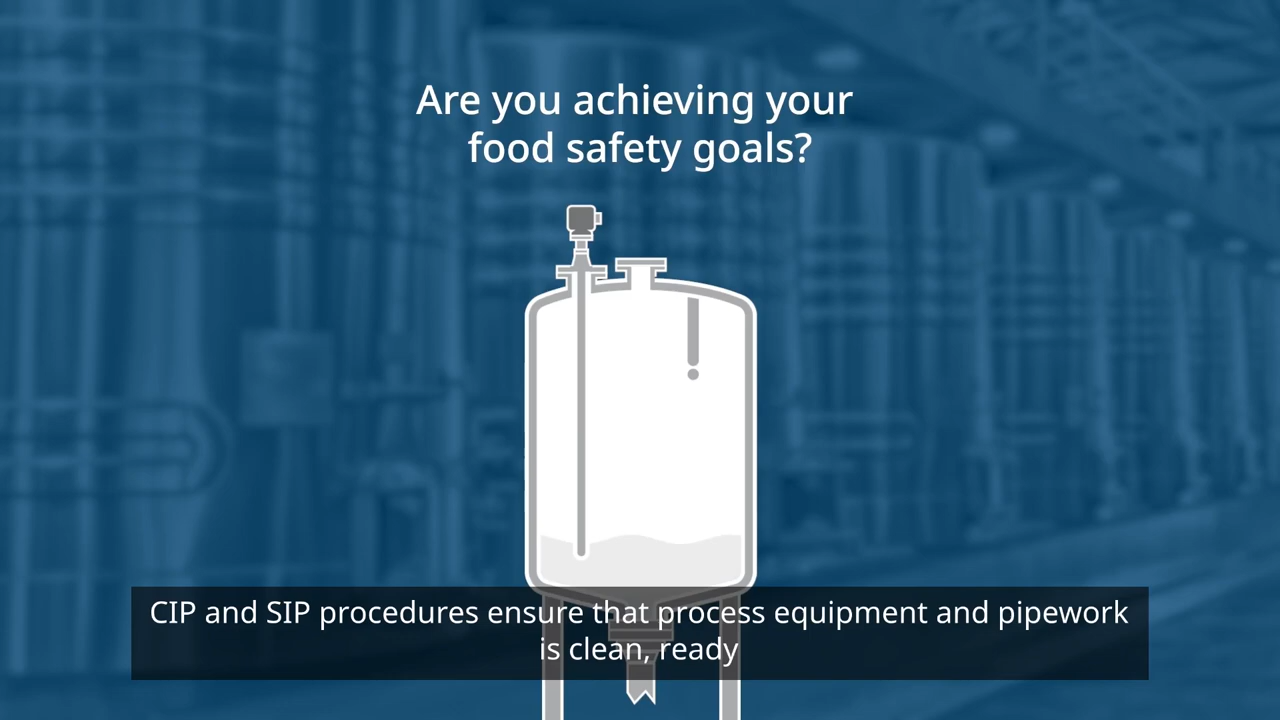 Are you achieving your
food safety goals?
CIP and SIP procedures ensure that process equipment and pipework
is clean, ready